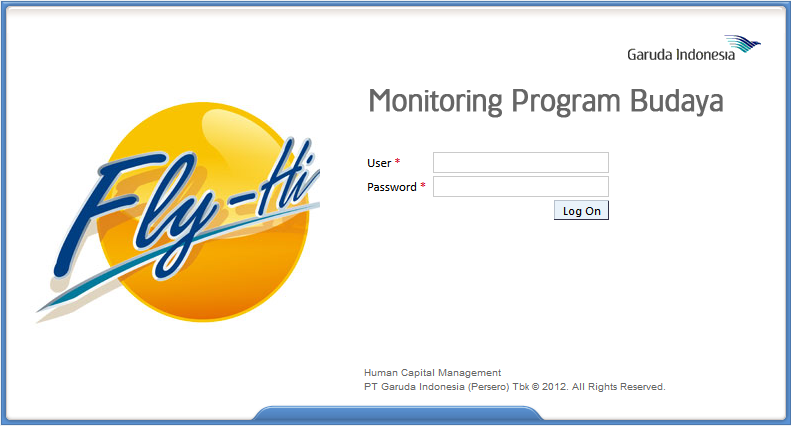 Garuda Indonesia
Monitoring Program Budaya
Fly-Hi
User *
Password *
Log On
Human Capital Management
PT Garuda Indonesia (Persero) Tbk © 2012. All Rights Reserved.